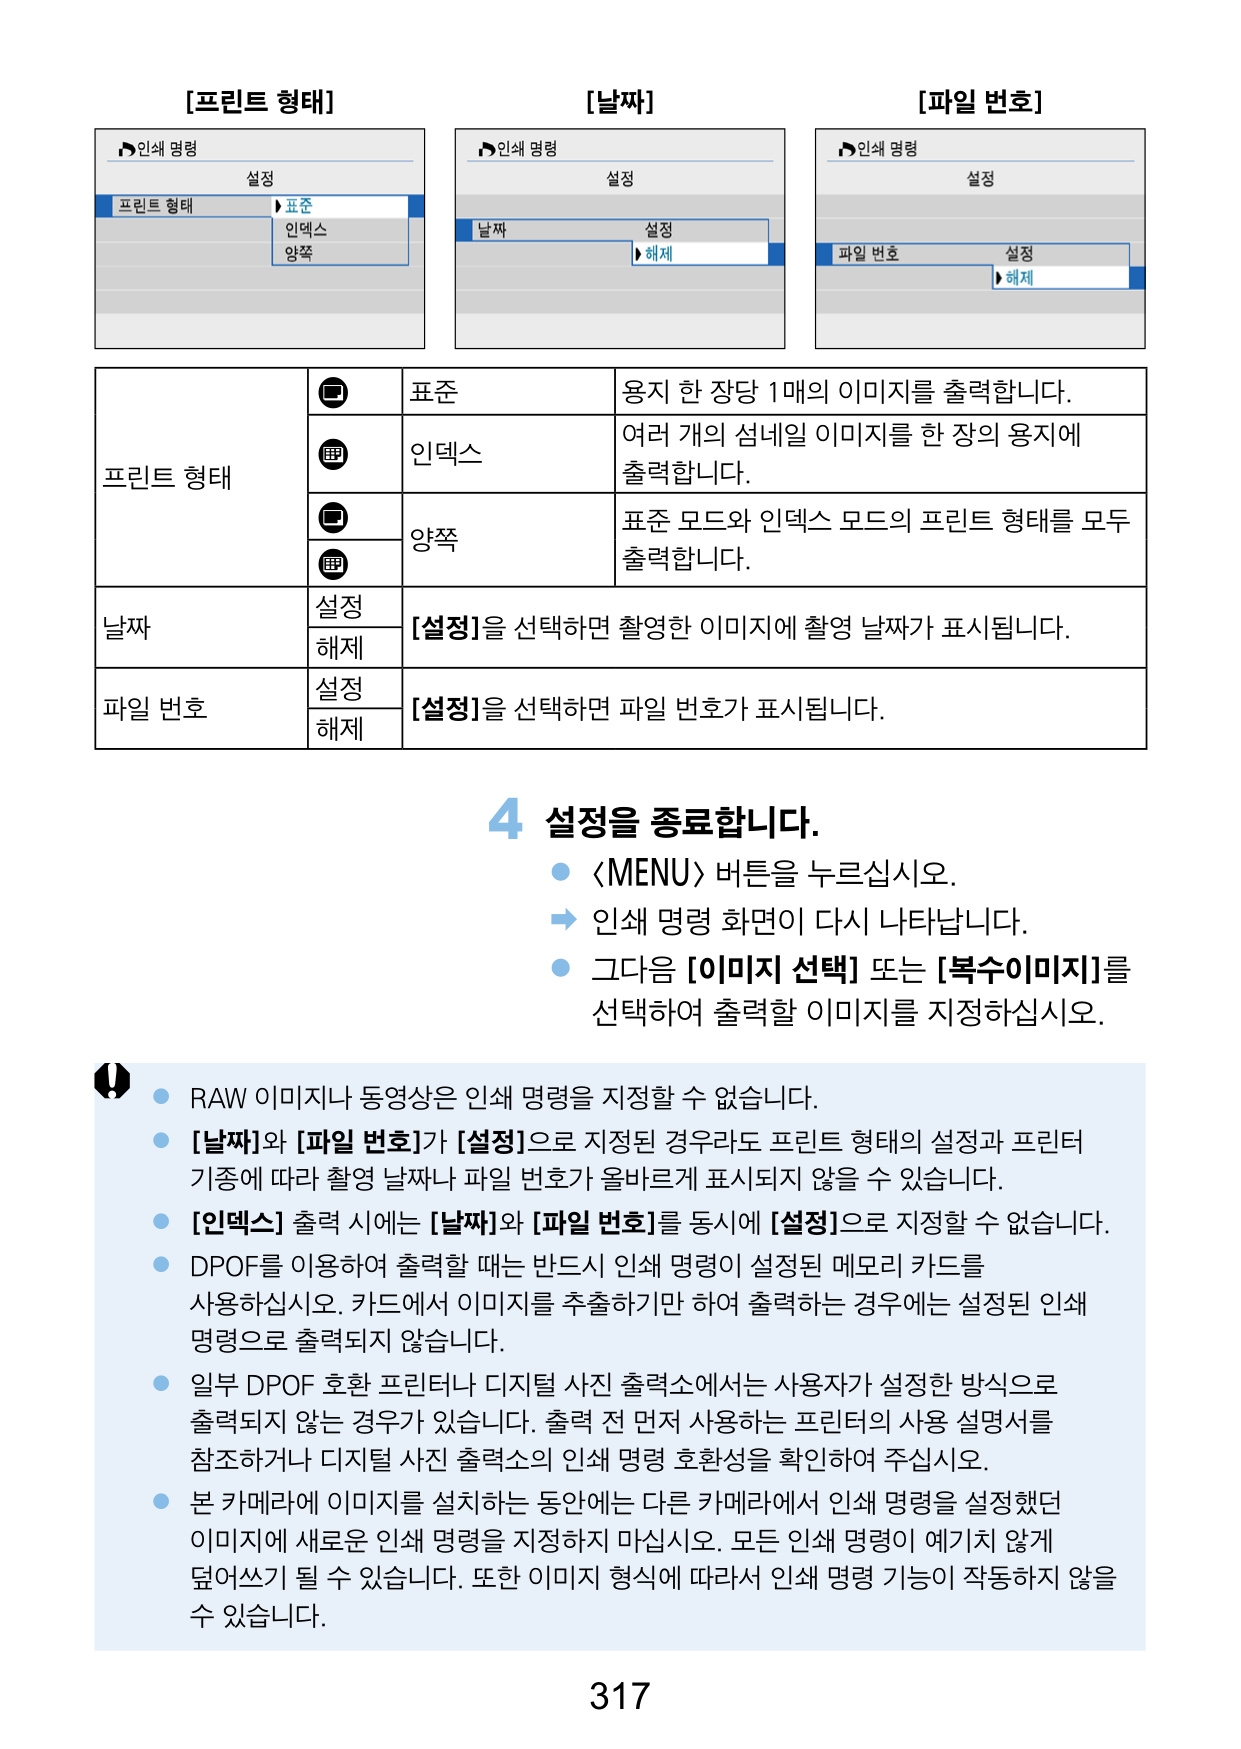 [프린트 형태]
[날짜]
[파일 번호]
인쇄 명령
설정
프린트 형태
표준
인덱스
양쪽
인쇄 명령
설정
날짜
설정
해제
인쇄 명령
설정
파일 번호
설정
해제
프린트 형태
표준
용지 한 장당 1매의 이미지를 출력합니다.
인덱스
여러 개의 섬네일 이미지를 한 장의 용지에
출력합니다.
양쪽
표준 모드와 인덱스 모드의 프린트 형태를 모두
출력합니다.
날짜
설정
해제
[설정]을 선택하면 촬영한 이미지에 촬영 날짜가 표시됩니다.
파일 번호
설정
해제
[설정]을 선택하면 파일 번호가 표시됩니다.
4 설정을 종료합니다.
● 〈MENU〉 버튼을 누르십시오.
➡ 인쇄 명령 화면이 다시 나타납니다.
● 그다음 [이미지 선택] 또는 [복수이미지]를
선택하여 출력할 이미지를 지정하십시오.
● RAW 이미지나 동영상은 인쇄 명령을 지정할 수 없습니다.
● [날짜]와 [파일 번호]가 [설정]으로 지정된 경우라도 프린트 형태의 설정과 프린터
기종에 따라 촬영 날짜나 파일 번호가 올바르게 표시되지 않을 수 있습니다.
● [인덱스] 출력 시에는 [날짜]와 [파일 번호]를 동시에 [설정]으로 지정할 수 없습니다.
● DPOF를 이용하여 출력할 때는 반드시 인쇄 명령이 설정된 메모리 카드를
사용하십시오. 카드에서 이미지를 추출하기만 하여 출력하는 경우에는 설정된 인쇄
명령으로 출력되지 않습니다.
● 일부 DPOF 호환 프린터나 디지털 사진 출력소에서는 사용자가 설정한 방식으로
출력되지 않는 경우가 있습니다. 출력 전 먼저 사용하는 프린터의 사용 설명서를
참조하거나 디지털 사진 출력소의 인쇄 명령 호환성을 확인하여 주십시오.
● 본 카메라에 이미지를 설치하는 동안에는 다른 카메라에서 인쇄 명령을 설정했던
이미지에 새로운 인쇄 명령을 지정하지 마십시오. 모든 인쇄 명령이 예기치 않게
덮어쓰기 될 수 있습니다. 또한 이미지 형식에 따라서 인쇄 명령 기능이 작동하지 않을
수 있습니다.
317